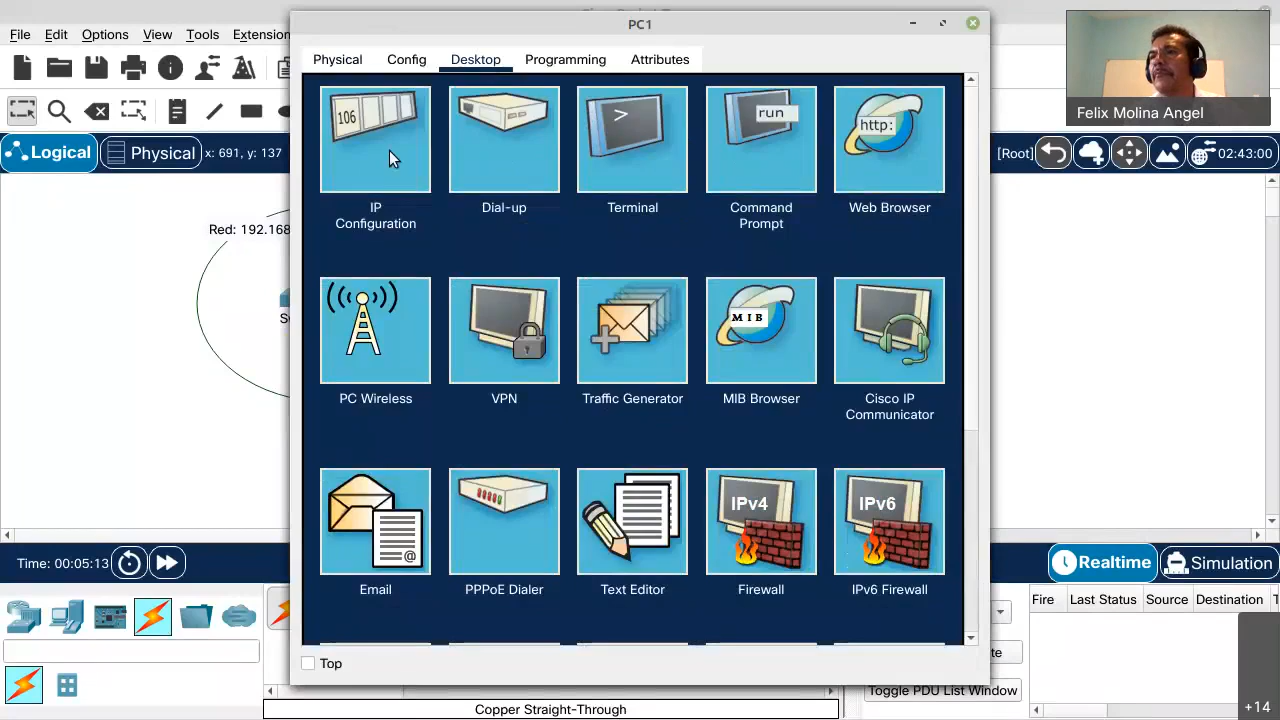 PC1
File Edit Options View Tools Extension
Physical Config Desktop Programming Attributes
Felix Molina Angel
Logical Physical x: 691, y: 137
[Root] 02:43:00
106
>
run
http:
IP
Configuration
Dial-up
Terminal
Command
Prompt
Web Browser
Red: 192.168
MIB
PC Wireless
VPN
Traffic Generator
MIB Browser
Cisco IP
Communicator
@
IPv4
IPv6
Email
PPPoE Dialer
Text Editor
Firewall
IPv6 Firewall
Time: 00:05:13
Realtime Simulation
Fire Last Status Source Destination
Top
Toggle PDU List Window
Copper Straight-Through
+14